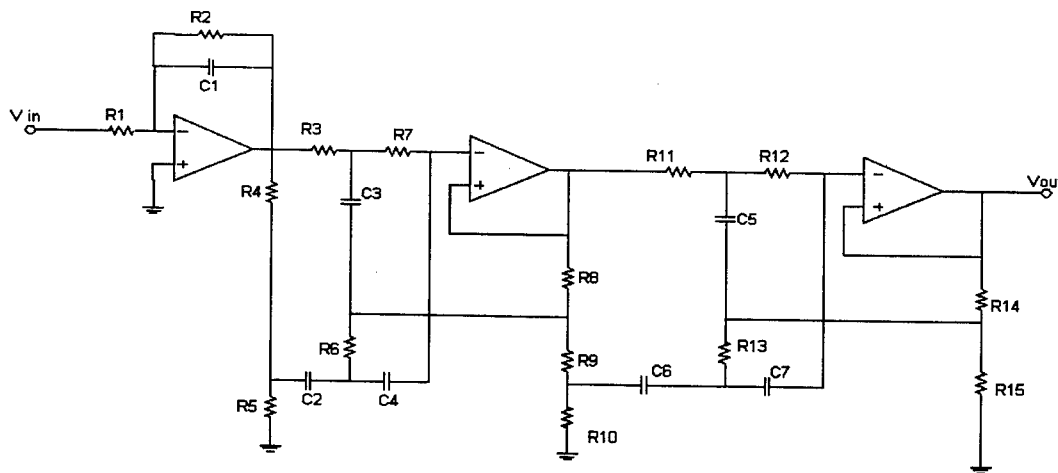 R2
C1
V in
R1
−
+
R3
R7
R4
C3
−
+
R11
R12
C5
−
+
Vou
R8
R14
R6
R9
R13
C6
C7
R5
C2
C4
R10
R15